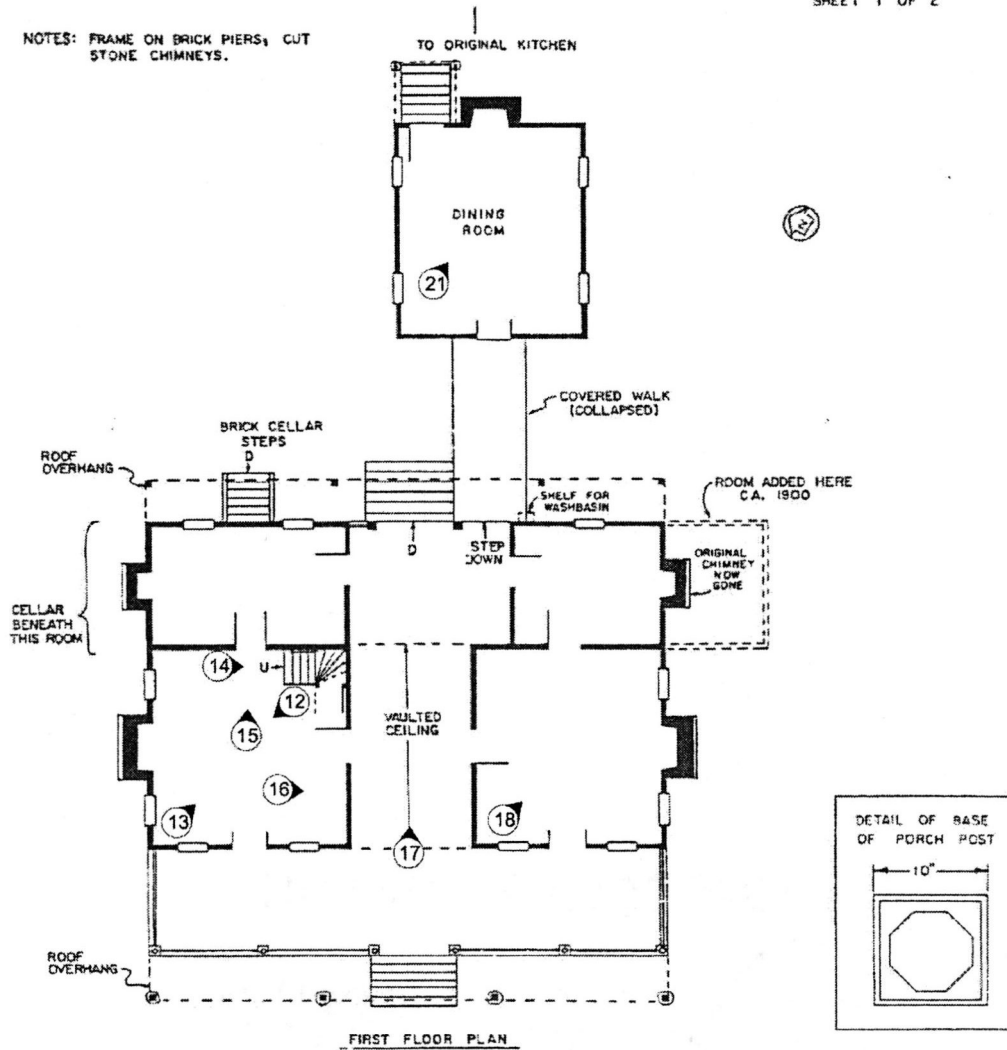 SHEET 1 OF 2
NOTES: FRAME ON BRICK PIERS; CUT
STONE CHIMNEYS.
TO ORIGINAL KITCHEN
DINING
ROOM
N
21
COVERED WALK
(COLLAPSED)
BRICK CELLAR
STEPS
D
ROOF
OVERHANG
SHELF FOR
WASHBASIN
ROOM ADDED HERE
CA. 1900
D
STEP
DOWN
ORIGINAL
CHIMNEY
NOW
GONE
CELLAR
BENEATH
THIS ROOM
14
U
12
15
VAULTED
CEILING
16
13
18
17
DETAIL OF BASE
OF PORCH POST
10"
ROOF
OVERHANG
FIRST FLOOR PLAN